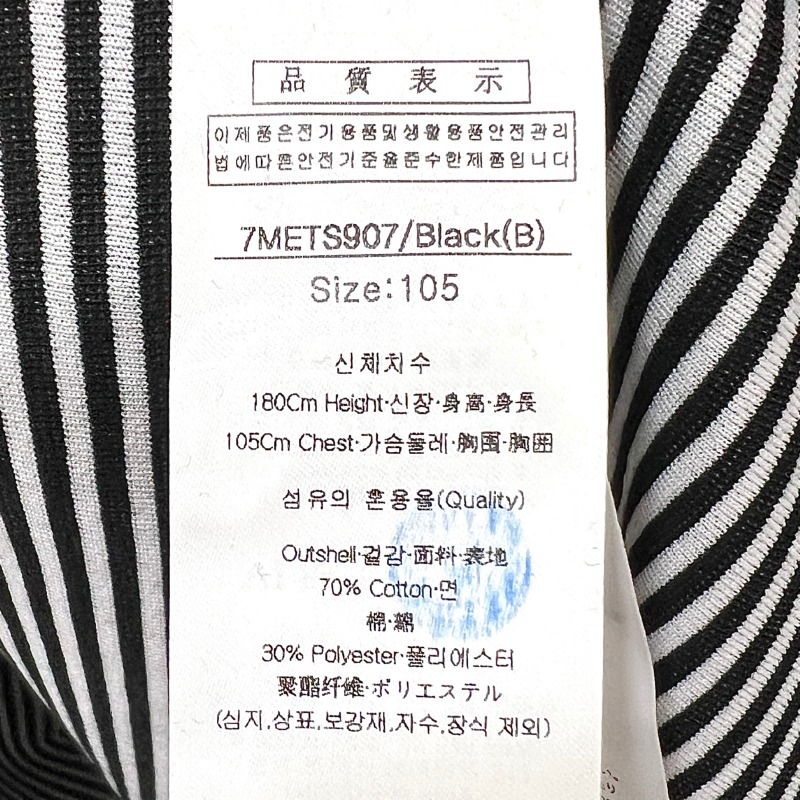 品質表示
이제품은전기용품및생활용품안전관리
법에따른안전기준을준수한제품입니다
7METS907/Black(B)
Size:105
신체치수
180Cm Height·신장·身高·身長
105Cm Chest·가슴둘레·胸围·胸囲
섬유의 혼용율(Quality)
Outshell·겉감·面料·表地
70% Cotton·면
棉·綿
30% Polyester·폴리에스터
聚酯纤维·ポリエステル
(심지,상표,보강재,자수,장식 제외)